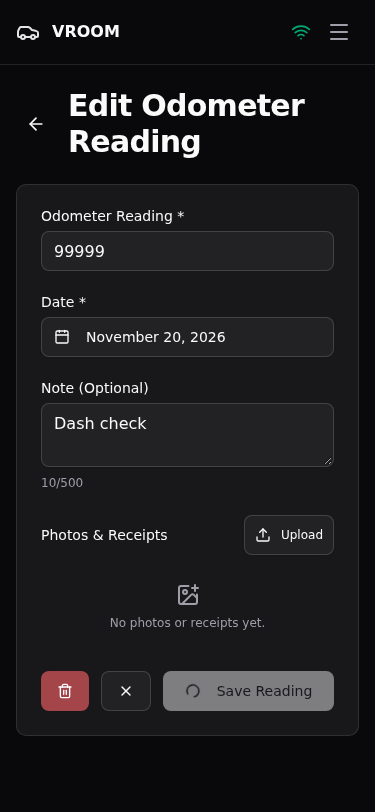 VROOM
Edit Odometer
Reading
Odometer Reading *
99999
Date *
November 20, 2026
Note (Optional)
Dash check
10/500
Photos & Receipts
Upload
No photos or receipts yet.
Save Reading